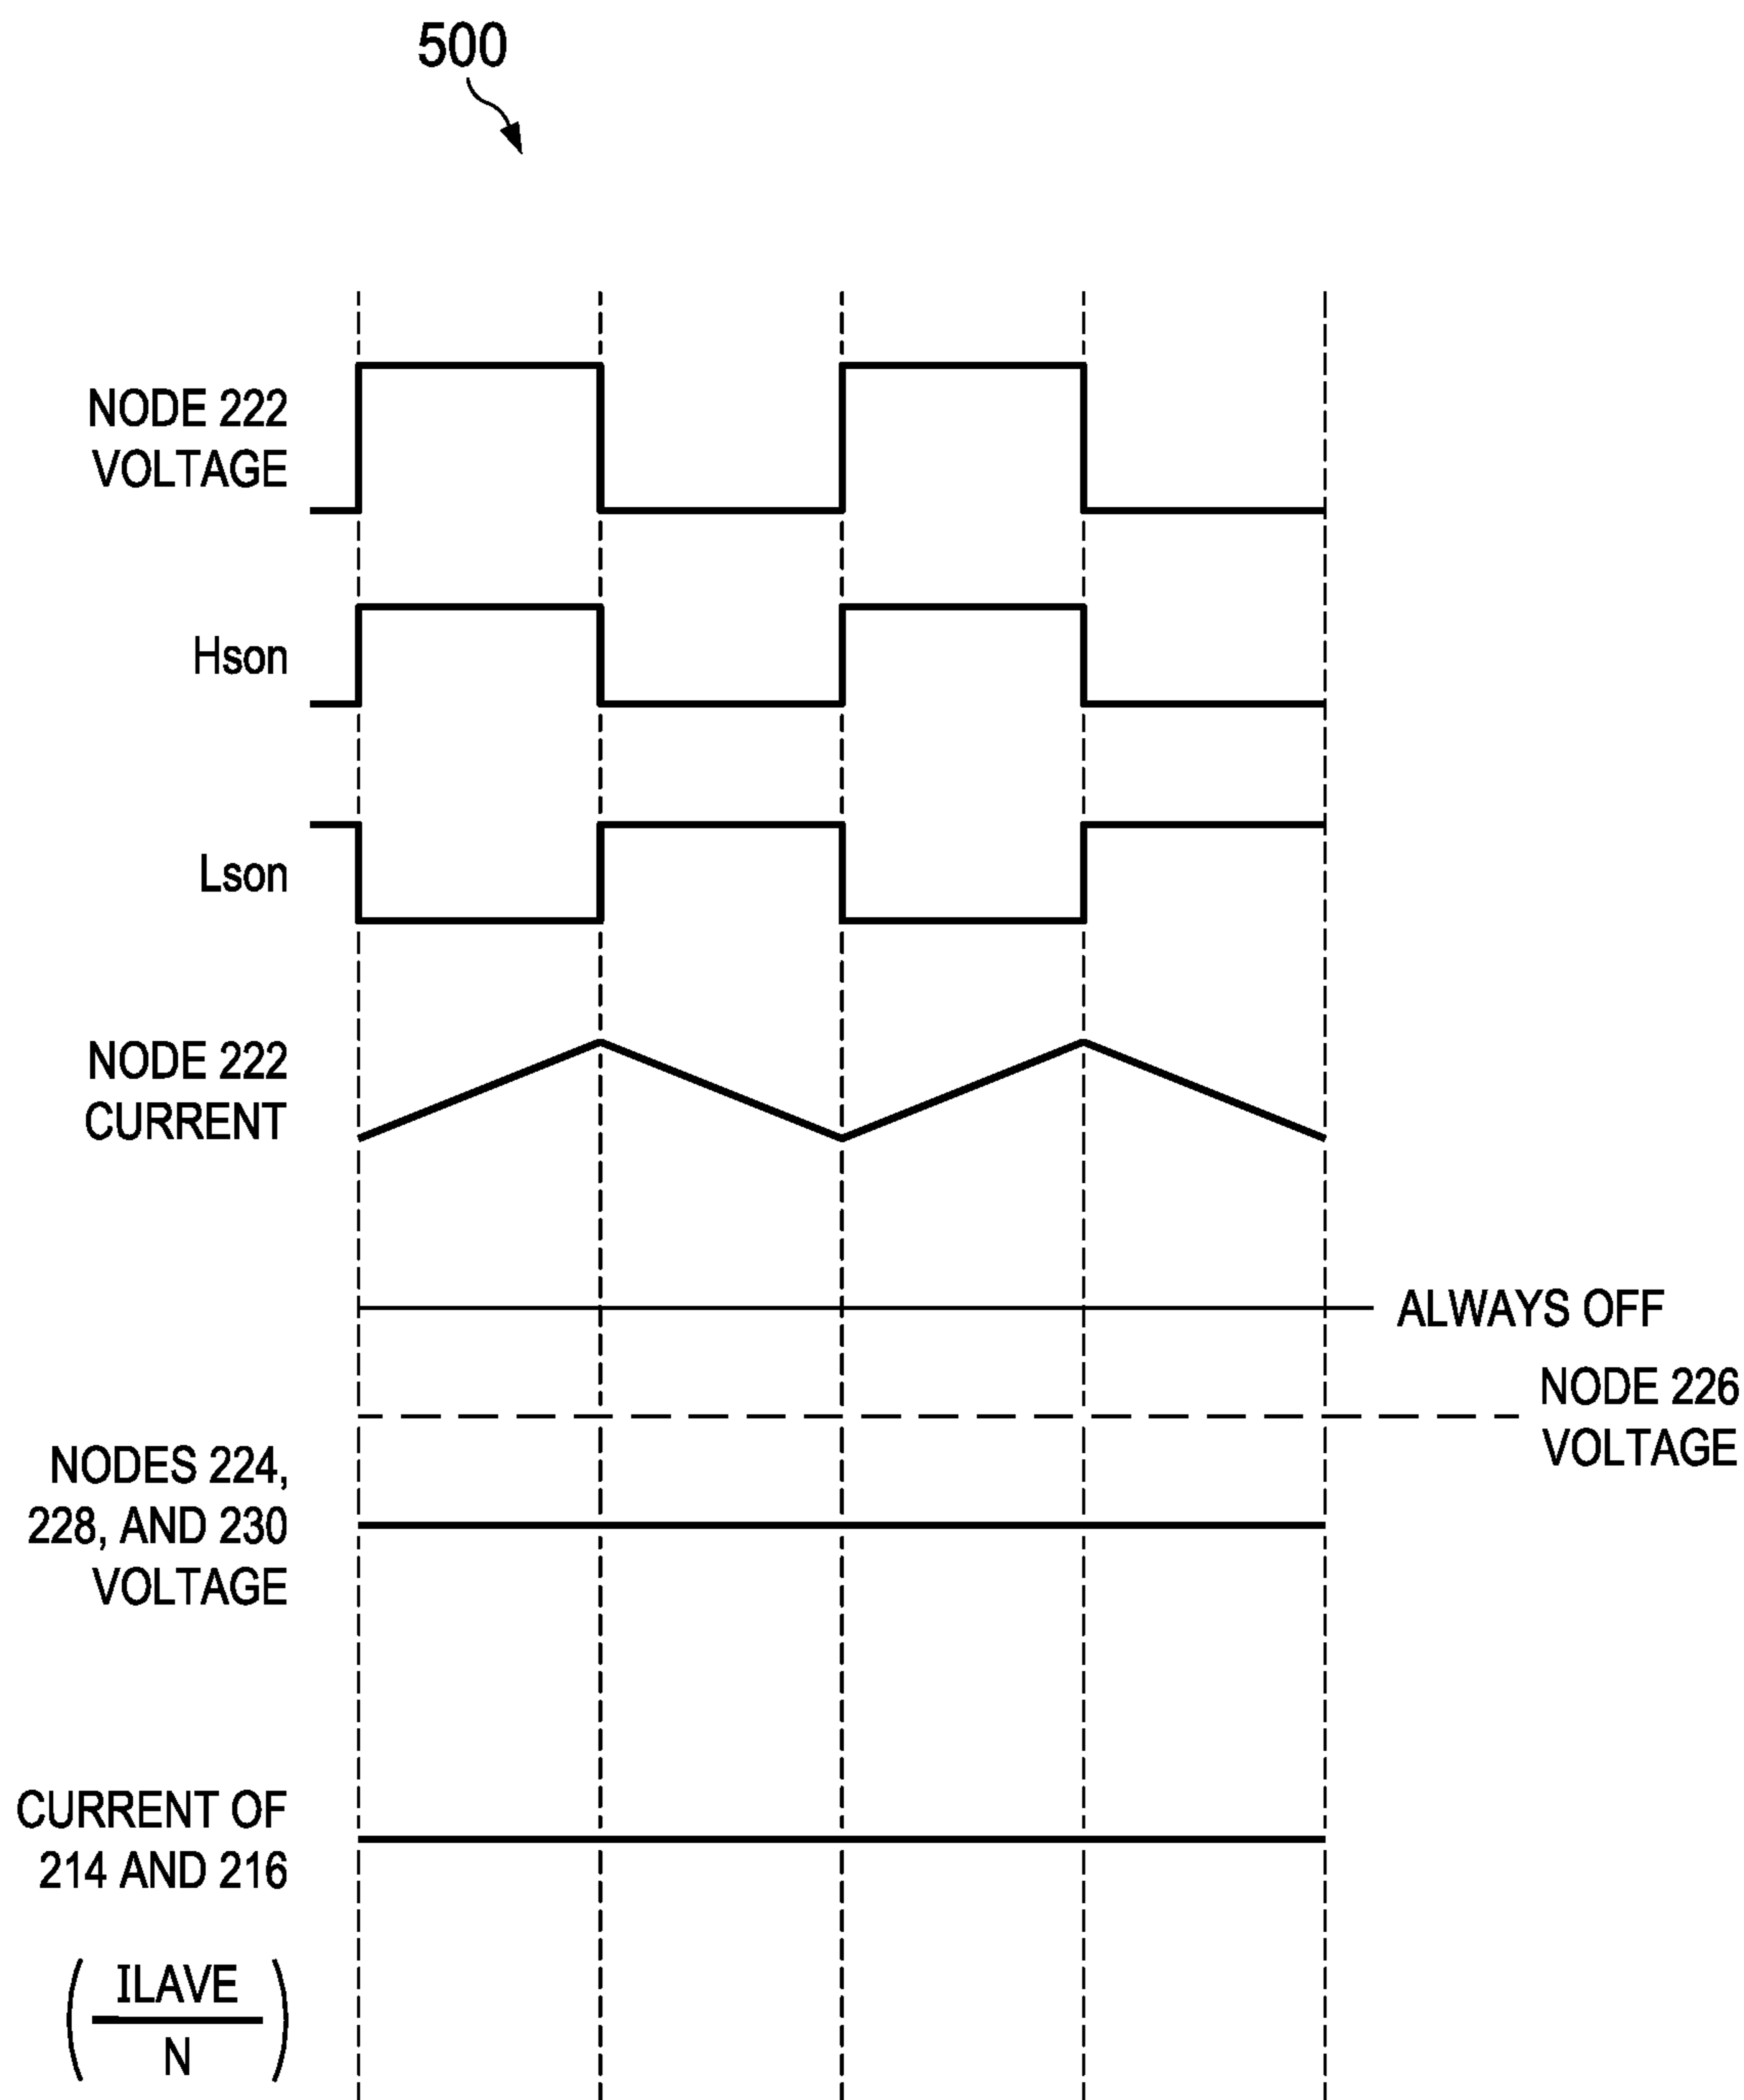 500
NODE 222
VOLTAGE
Hson
Lson
NODE 222
CURRENT
ALWAYS OFF
NODE 226
VOLTAGE
NODES 224,
228, AND 230
VOLTAGE
CURRENT OF
214 AND 216
(ILAVE
N)